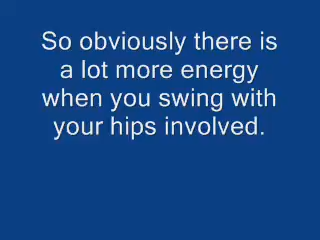 So obviously there is
a lot more energy
when you swing with
your hips involved.